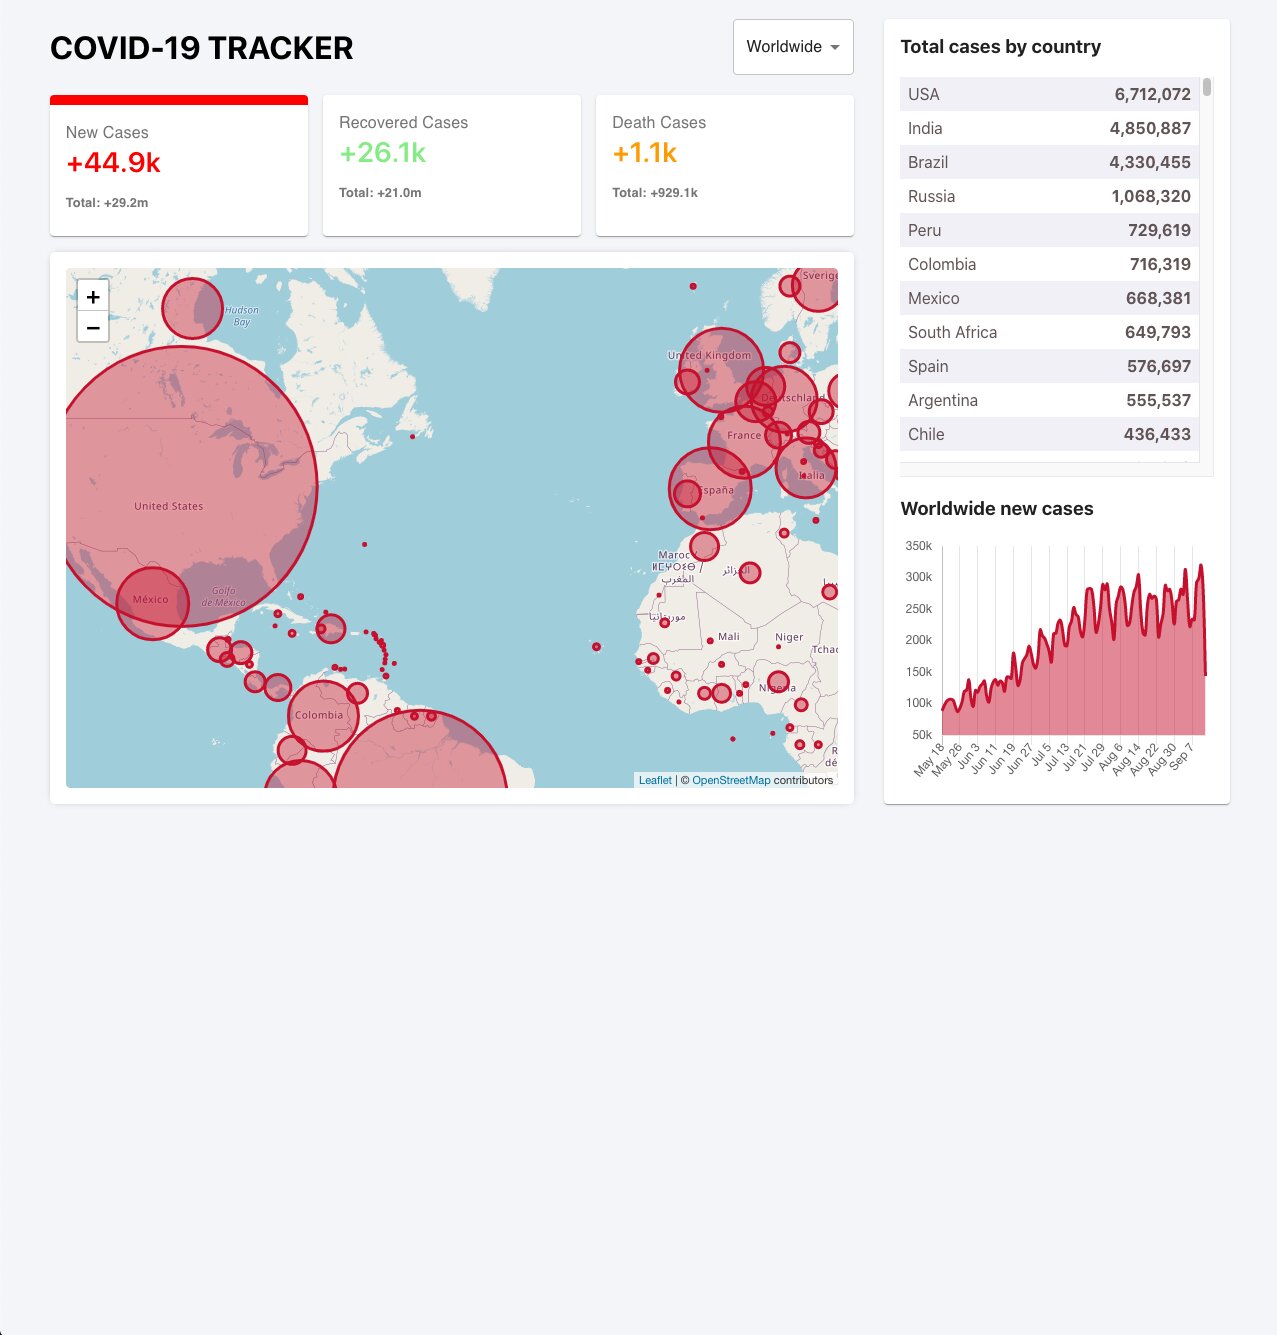 COVID-19 TRACKER
Worldwide
New Cases
+44.9k
Total: +29.2m
Recovered Cases
+26.1k
Total: +21.0m
Death Cases
+1.1k
Total: +929.1k
+
−
Hudson
Bay
Sverige
United Kingdom
Deutschland
France
Italia
España
United States
México
Golfo
de México
Maroc
ⵍⵎⵖⵔⵉⴱ
المغرب
الجزائر
موريتانيا
Mali
Niger
Nigeria
Colombia
Leaflet | © OpenStreetMap contributors
Total cases by country
USA 6,712,072
India 4,850,887
Brazil 4,330,455
Russia 1,068,320
Peru 729,619
Colombia 716,319
Mexico 668,381
South Africa 649,793
Spain 576,697
Argentina 555,537
Chile 436,433
Worldwide new cases
350k
300k
250k
200k
150k
100k
50k
May 18
May 26
Jun 3
Jun 11
Jun 19
Jun 27
Jul 5
Jul 13
Jul 21
Jul 29
Aug 6
Aug 14
Aug 22
Aug 30
Sep 7